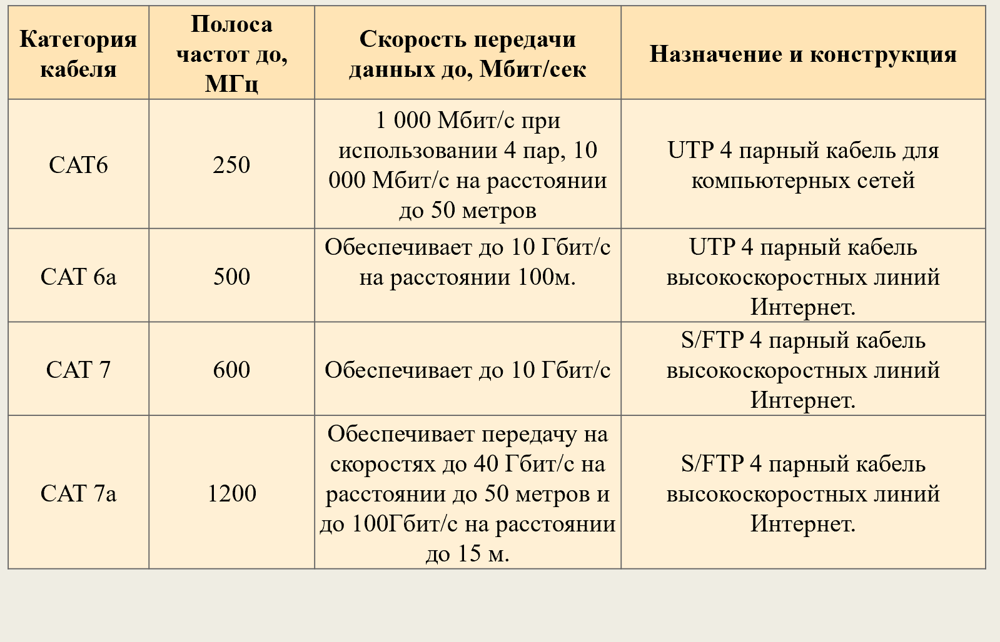 Категория
кабеля
Полоса
частот до,
МГц
Скорость передачи
данных до, Мбит/сек
Назначение и конструкция
CAT6
250
1 000 Мбит/с при
использовании 4 пар, 10
000 Мбит/с на расстоянии
до 50 метров
UTP 4 парный кабель для
компьютерных сетей
CAT 6a
500
Обеспечивает до 10 Гбит/с
на расстоянии 100м.
UTP 4 парный кабель
высокоскоростных линий
Интернет.
CAT 7
600
Обеспечивает до 10 Гбит/с
S/FTP 4 парный кабель
высокоскоростных линий
Интернет.
CAT 7a
1200
Обеспечивает передачу на
скоростях до 40 Гбит/с на
расстоянии до 50 метров и
до 100Гбит/с на расстоянии
до 15 м.
S/FTP 4 парный кабель
высокоскоростных линий
Интернет.